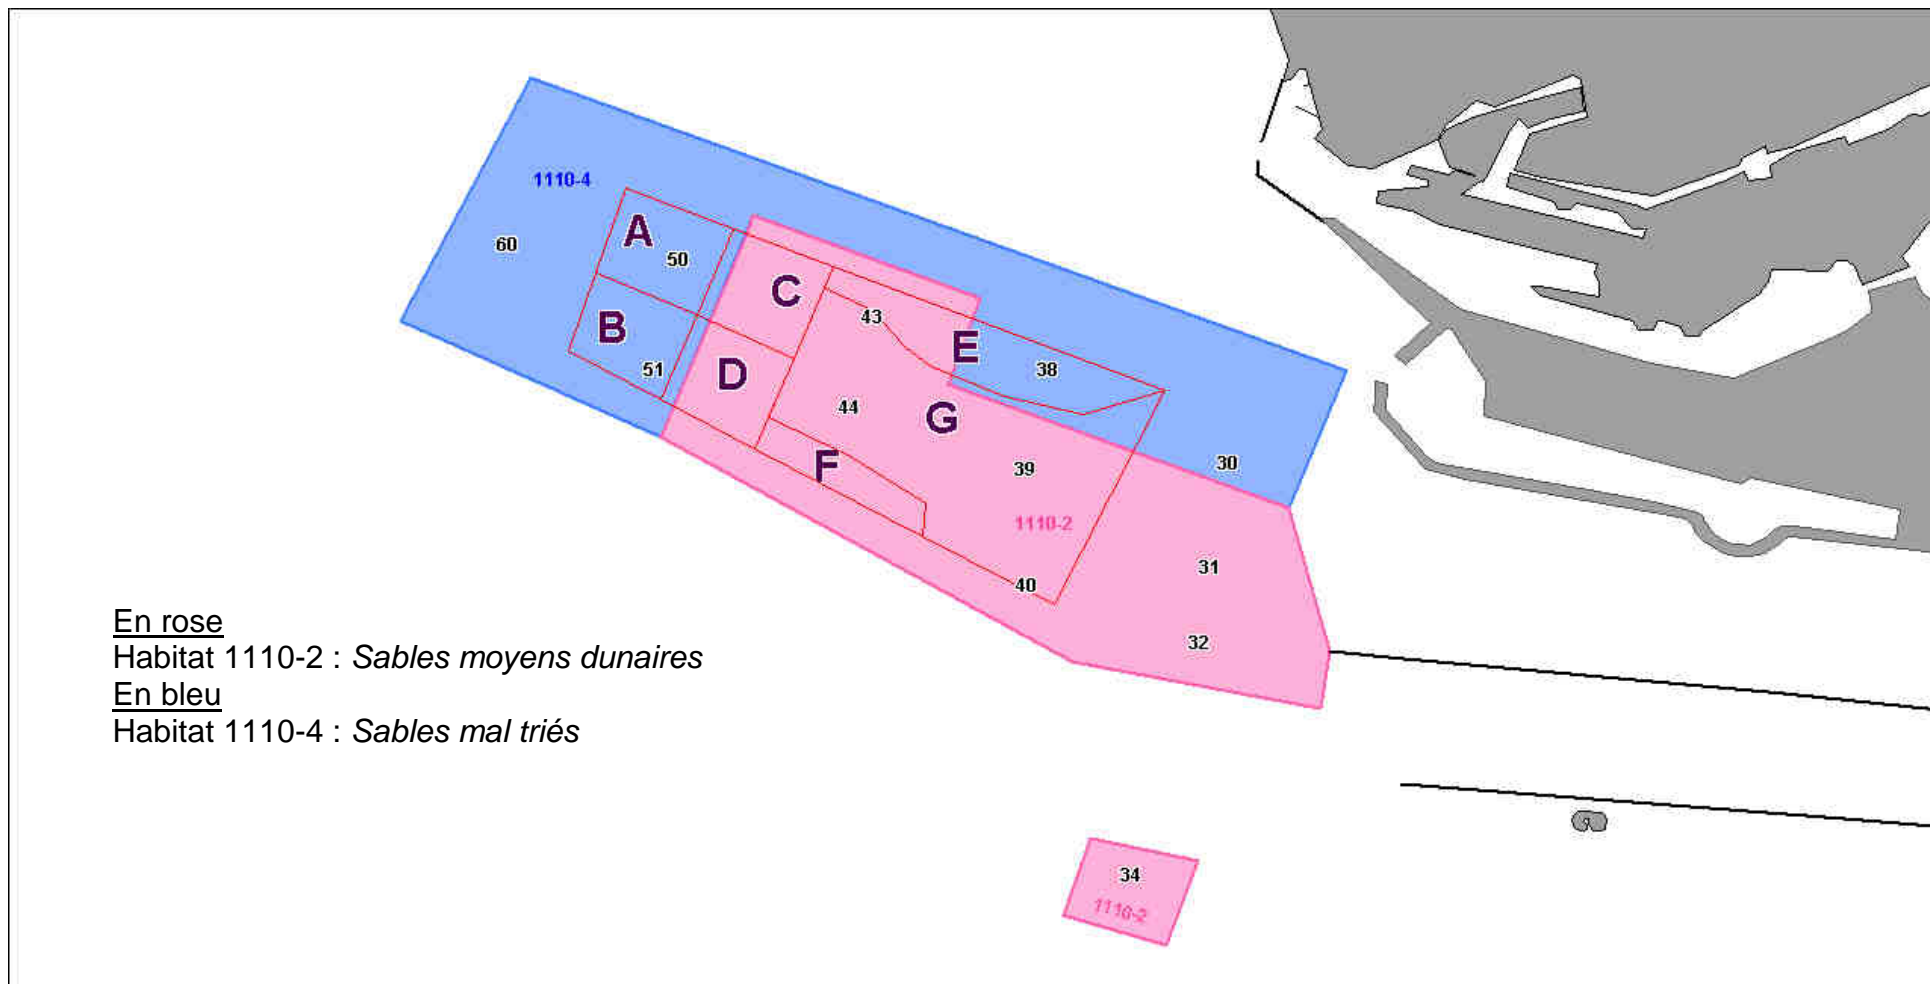 1110-4
60
A
50
C
43
B
51
D
E
38
44
G
F
39
30
1110-2
40
31
32
En rose
Habitat 1110-2 : Sables moyens dunaires
En bleu
Habitat 1110-4 : Sables mal triés
34
1110-2